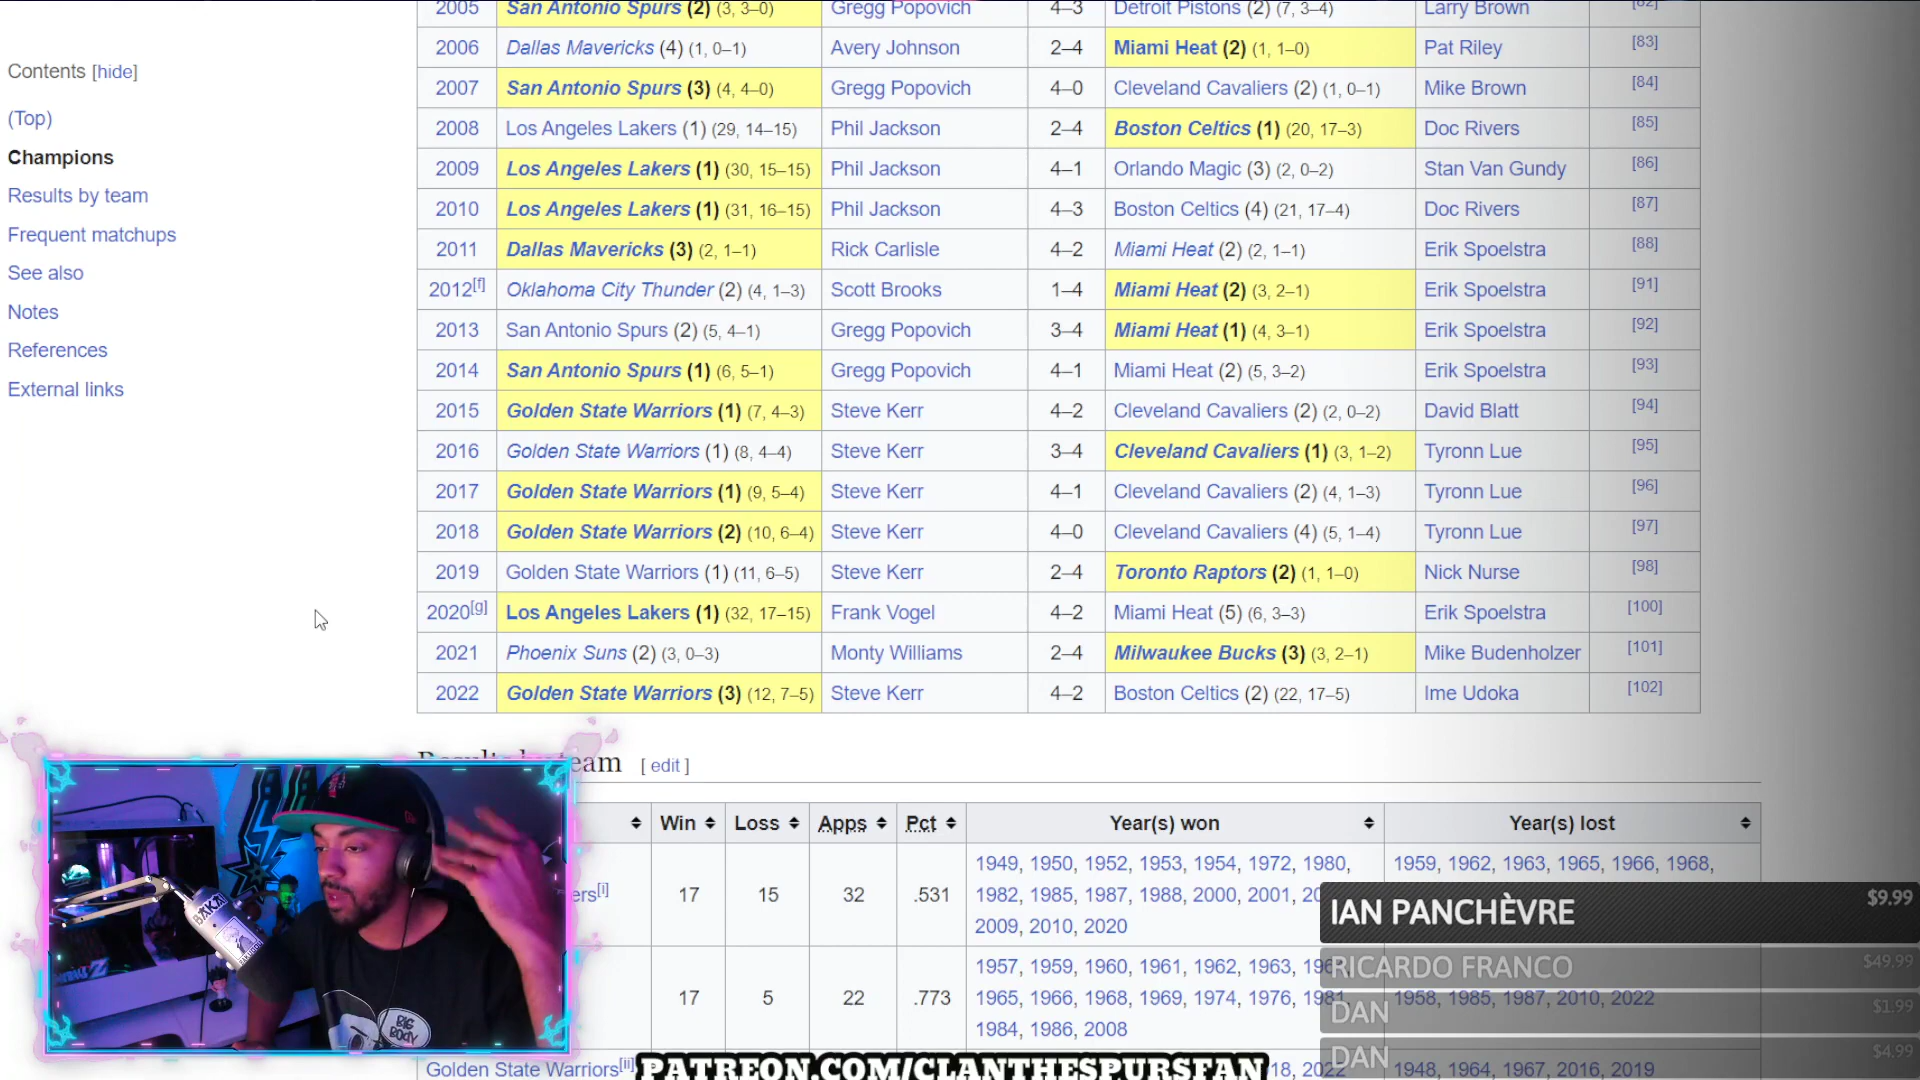 2005 San Antonio Spurs (2) (3, 3–0) Gregg Popovich 4–3 Detroit Pistons (2) (7, 3–4) Larry Brown [82]
Contents [hide]
(Top)
Champions
Results by team
Frequent matchups
See also
Notes
References
External links
2006 Dallas Mavericks (4) (1, 0–1) Avery Johnson 2–4 Miami Heat (2) (1, 1–0) Pat Riley [83]
2007 San Antonio Spurs (3) (4, 4–0) Gregg Popovich 4–0 Cleveland Cavaliers (2) (1, 0–1) Mike Brown [84]
2008 Los Angeles Lakers (1) (29, 14–15) Phil Jackson 2–4 Boston Celtics (1) (20, 17–3) Doc Rivers [85]
2009 Los Angeles Lakers (1) (30, 15–15) Phil Jackson 4–1 Orlando Magic (3) (2, 0–2) Stan Van Gundy [86]
2010 Los Angeles Lakers (1) (31, 16–15) Phil Jackson 4–3 Boston Celtics (4) (21, 17–4) Doc Rivers [87]
2011 Dallas Mavericks (3) (2, 1–1) Rick Carlisle 4–2 Miami Heat (2) (2, 1–1) Erik Spoelstra [88]
2012[f] Oklahoma City Thunder (2) (4, 1–3) Scott Brooks 1–4 Miami Heat (2) (3, 2–1) Erik Spoelstra [91]
2013 San Antonio Spurs (2) (5, 4–1) Gregg Popovich 3–4 Miami Heat (1) (4, 3–1) Erik Spoelstra [92]
2014 San Antonio Spurs (1) (6, 5–1) Gregg Popovich 4–1 Miami Heat (2) (5, 3–2) Erik Spoelstra [93]
2015 Golden State Warriors (1) (7, 4–3) Steve Kerr 4–2 Cleveland Cavaliers (2) (2, 0–2) David Blatt [94]
2016 Golden State Warriors (1) (8, 4–4) Steve Kerr 3–4 Cleveland Cavaliers (1) (3, 1–2) Tyronn Lue [95]
2017 Golden State Warriors (1) (9, 5–4) Steve Kerr 4–1 Cleveland Cavaliers (2) (4, 1–3) Tyronn Lue [96]
2018 Golden State Warriors (2) (10, 6–4) Steve Kerr 4–0 Cleveland Cavaliers (4) (5, 1–4) Tyronn Lue [97]
2019 Golden State Warriors (1) (11, 6–5) Steve Kerr 2–4 Toronto Raptors (2) (1, 1–0) Nick Nurse [98]
2020[g] Los Angeles Lakers (1) (32, 17–15) Frank Vogel 4–2 Miami Heat (5) (6, 3–3) Erik Spoelstra [100]
2021 Phoenix Suns (2) (3, 0–3) Monty Williams 2–4 Milwaukee Bucks (3) (3, 2–1) Mike Budenholzer [101]
2022 Golden State Warriors (3) (12, 7–5) Steve Kerr 4–2 Boston Celtics (2) (22, 17–5) Ime Udoka [102]
Results by team [ edit ]
Win Loss Apps Pct Year(s) won Year(s) lost
ers[i] 17 15 32 .531
1949, 1950, 1952, 1953, 1954, 1972, 1980,
1982, 1985, 1987, 1988, 2000, 2001, 20
2009, 2010, 2020
1959, 1962, 1963, 1965, 1966, 1968,
17 5 22 .773
1957, 1959, 1960, 1961, 1962, 1963, 196
1965, 1966, 1968, 1969, 1974, 1976, 1981,
1984, 1986, 2008
1958, 1985, 1987, 2010, 2022
Golden State Warriors[ii]
18, 2022
1948, 1964, 1967, 2016, 2019
IAN PANCHÈVRE $9.99
RICARDO FRANCO $49.99
DAN $1.99
DAN $4.99
BAKA!
BIG
BODY
PATREON.COM/CLANTHESPURSFAN